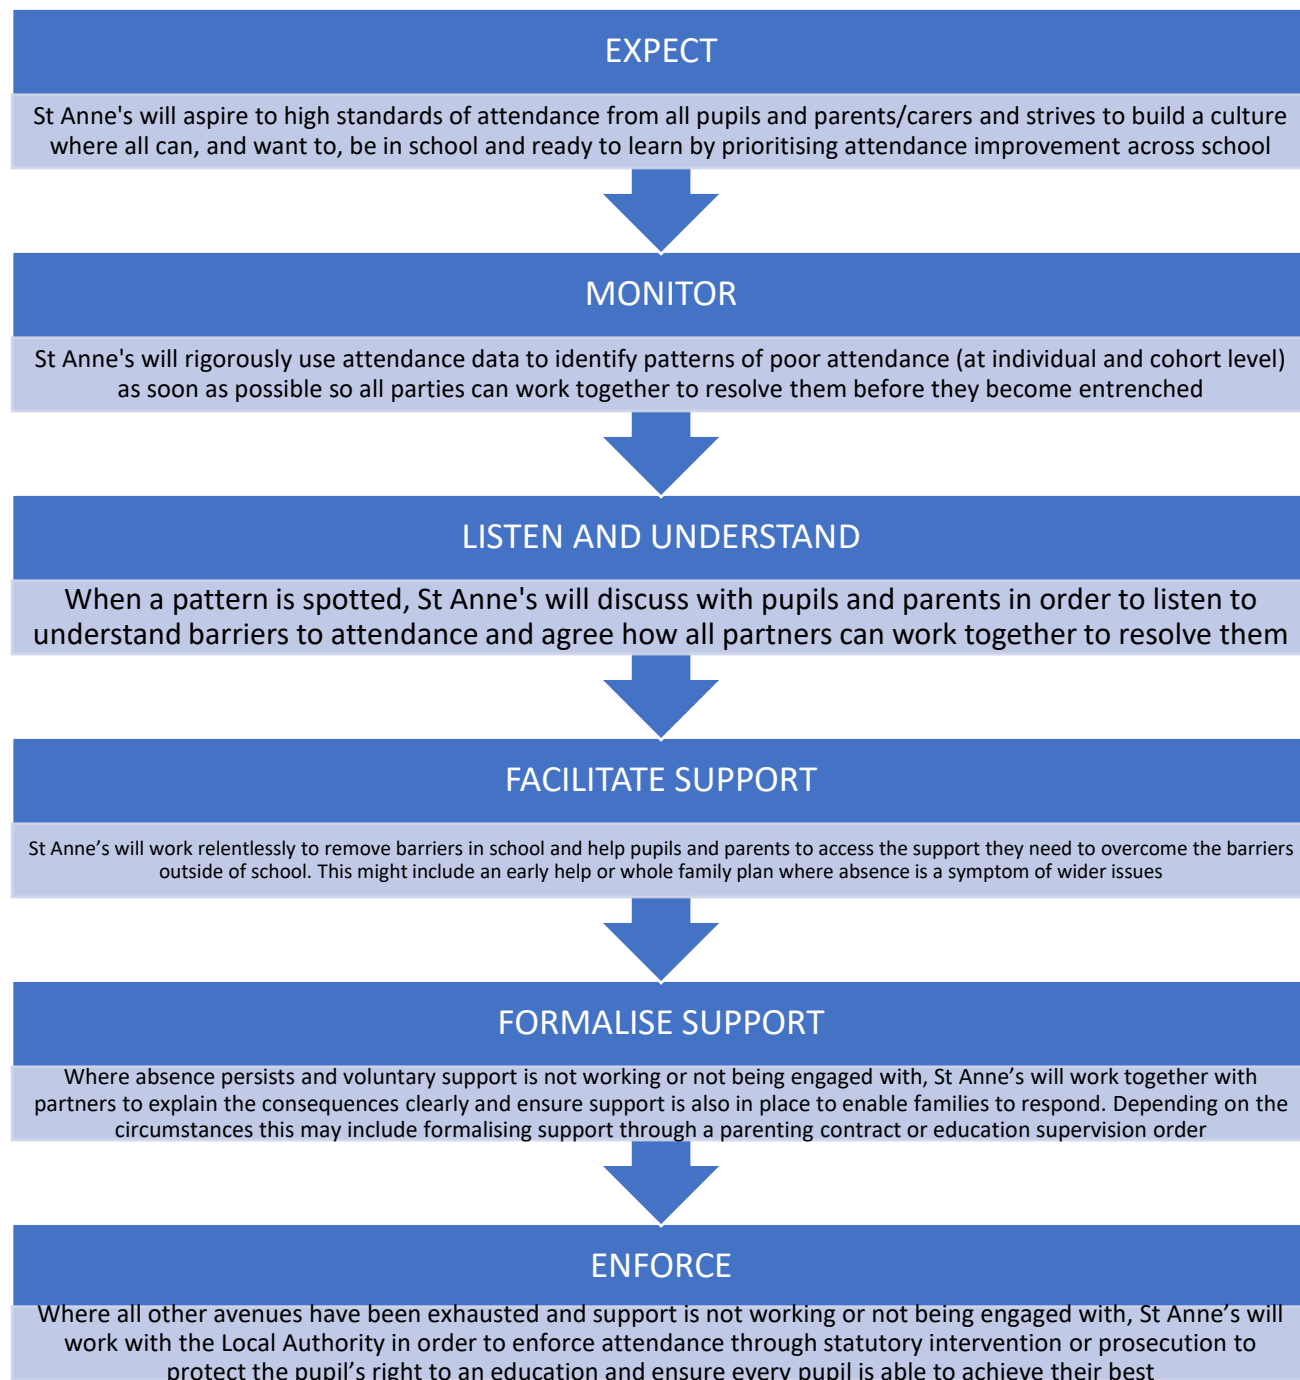 EXPECT
St Anne's will aspire to high standards of attendance from all pupils and parents/carers and strives to build a culture
where all can, and want to, be in school and ready to learn by prioritising attendance improvement across school
MONITOR
St Anne's will rigorously use attendance data to identify patterns of poor attendance (at individual and cohort level)
as soon as possible so all parties can work together to resolve them before they become entrenched
LISTEN AND UNDERSTAND
When a pattern is spotted, St Anne's will discuss with pupils and parents in order to listen to
understand barriers to attendance and agree how all partners can work together to resolve them
FACILITATE SUPPORT
St Anne’s will work relentlessly to remove barriers in school and help pupils and parents to access the support they need to overcome the barriers
outside of school. This might include an early help or whole family plan where absence is a symptom of wider issues
FORMALISE SUPPORT
Where absence persists and voluntary support is not working or not being engaged with, St Anne’s will work together with
partners to explain the consequences clearly and ensure support is also in place to enable families to respond. Depending on the
circumstances this may include formalising support through a parenting contract or education supervision order
ENFORCE
Where all other avenues have been exhausted and support is not working or not being engaged with, St Anne’s will
work with the Local Authority in order to enforce attendance through statutory intervention or prosecution to
protect the pupil’s right to an education and ensure every pupil is able to achieve their best